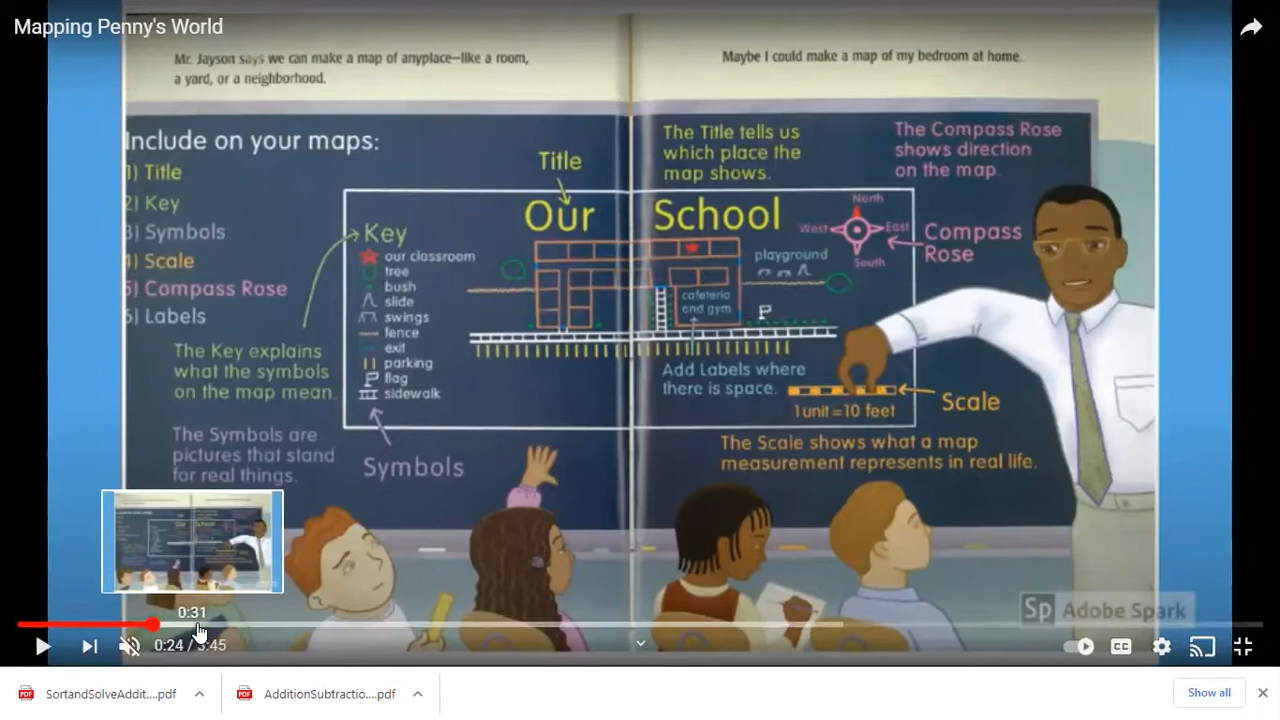 Mapping Penny's World
Mr. Jayson says we can make a map of anyplace—like a room,
a yard, or a neighborhood.
Maybe I could make a map of my bedroom at home.
Include on your maps:
1) Title
2) Key
3) Symbols
4) Scale
5) Compass Rose
6) Labels
The Key explains
what the symbols
on the map mean.
The Symbols are
pictures that stand
for real things.
Title
Our School
Key
our classroom
tree
bush
slide
swings
fence
exit
parking
flag
sidewalk
Symbols
The Title tells us
which place the
map shows.
The Compass Rose
shows direction
on the map.
North
West East
South
Compass
Rose
playground
cafeteria
and gym
Add Labels where
there is space.
1 unit = 10 feet
Scale
The Scale shows what a map
measurement represents in real life.
Sp Adobe Spark
0:31
0:24 / 3:45
CC
PDF SortandSolveAddit....pdf
PDF AdditionSubtractio....pdf
Show all